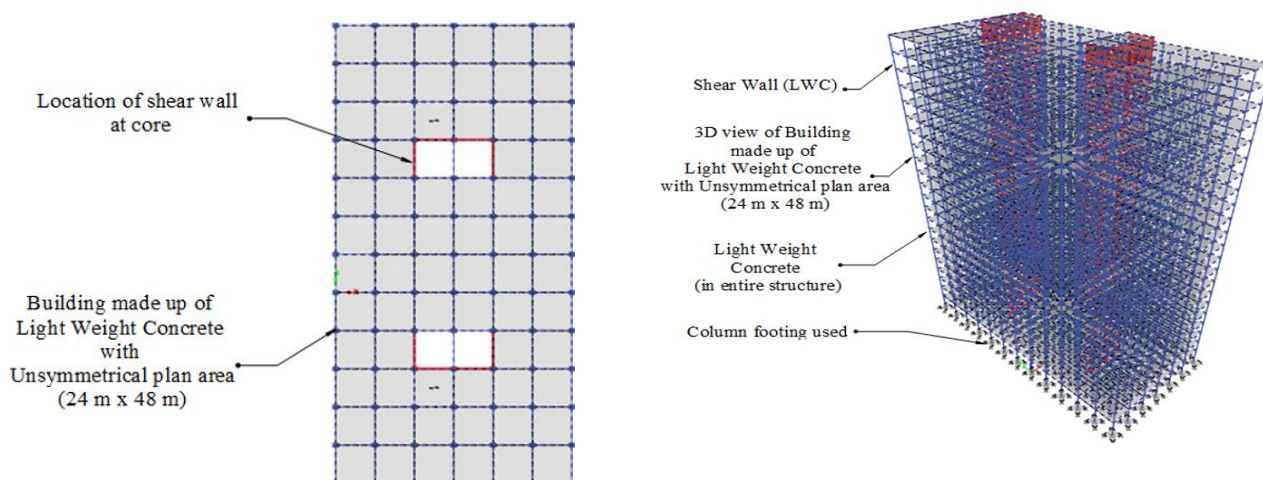 Location of shear wall
at core
Building made up of
Light Weight Concrete
with
Unsymmetrical plan area
(24 m x 48 m)
Shear Wall (LWC)
3D view of Building
made up of
Light Weight Concrete
with Unsymmetrical plan area
(24 m x 48 m)
Light Weight
Concrete
(in entire structure)
Column footing used